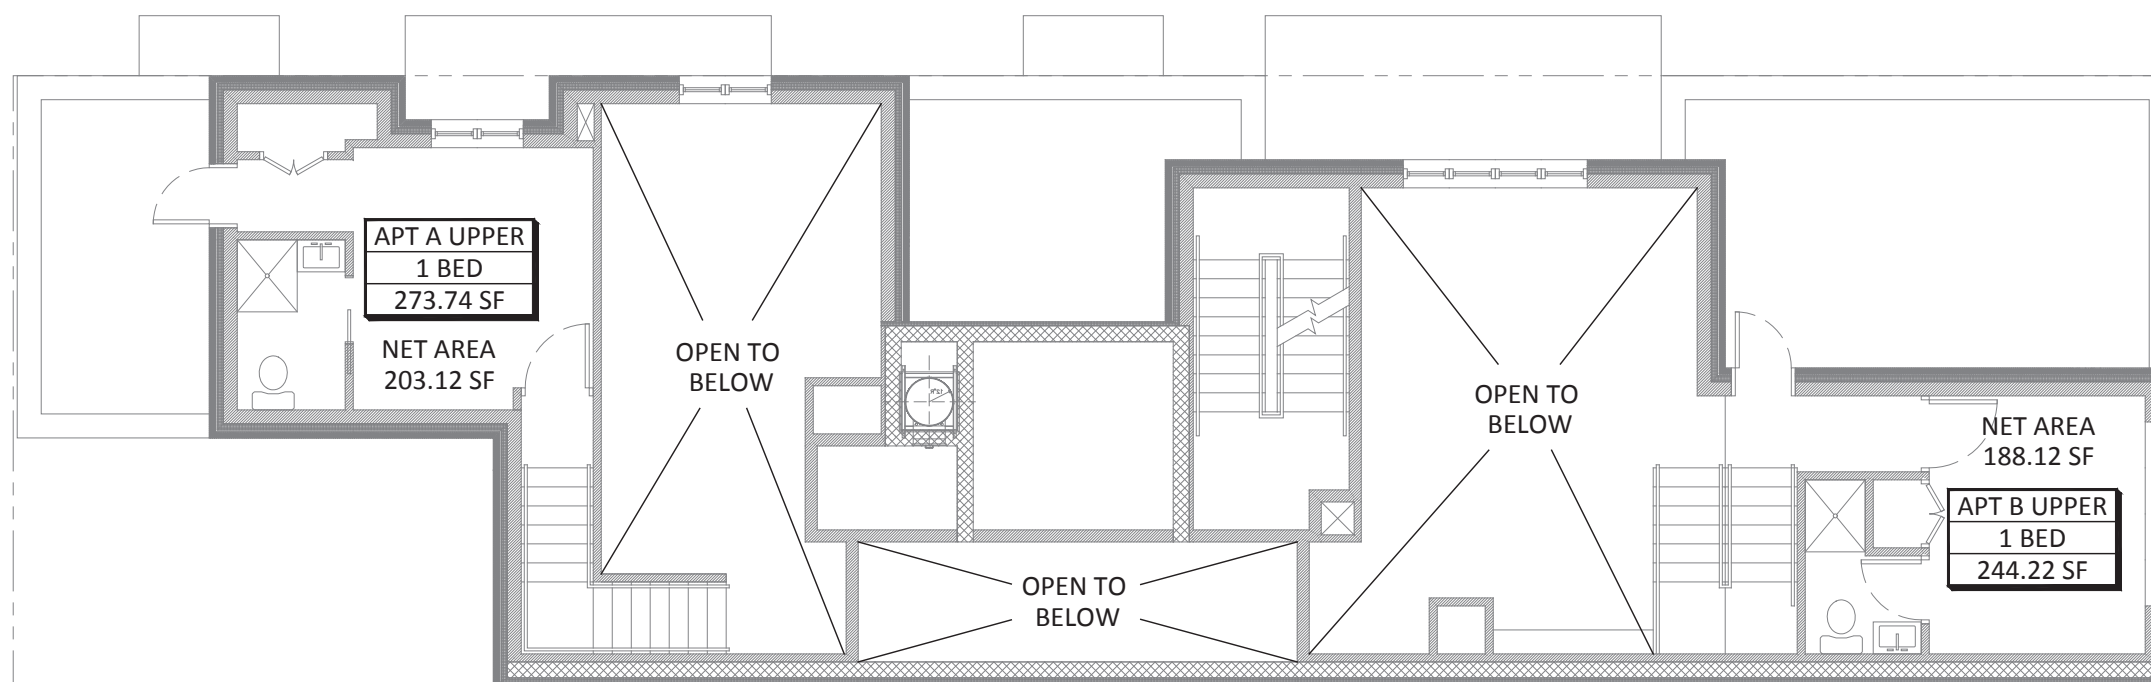 APT A UPPER
1 BED
273.74 SF
NET AREA
203.12 SF
OPEN TO
BELOW
OPEN TO
BELOW
OPEN TO
BELOW
NET AREA
188.12 SF
APT B UPPER
1 BED
244.22 SF